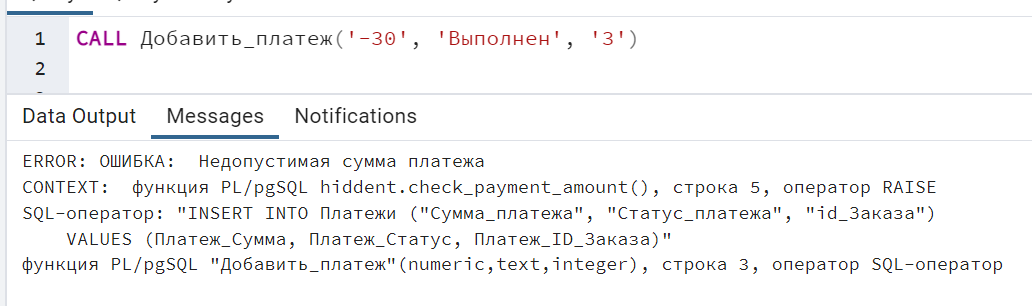 1 CALL Добавить_платеж('-30', 'Выполнен', '3')
2
Data Output Messages Notifications
ERROR: ОШИБКА:  Недопустимая сумма платежа
CONTEXT:  функция PL/pgSQL hiddent.check_payment_amount(), строка 5, оператор RAISE
SQL-оператор: "INSERT INTO Платежи ("Сумма_платежа", "Статус_платежа", "id_Заказа")
    VALUES (Платеж_Сумма, Платеж_Статус, Платеж_ID_Заказа)"
функция PL/pgSQL "Добавить_платеж"(numeric,text,integer), строка 3, оператор SQL-оператор